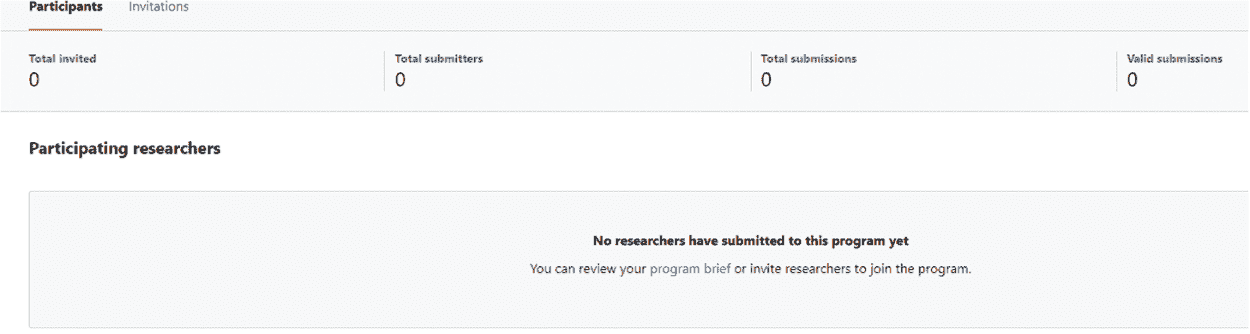 Participants Invitations
Total invited Total submitters Total submissions Valid submissions
0 0 0 0
Participating researchers
No researchers have submitted to this program yet
You can review your program brief or invite researchers to join the program.